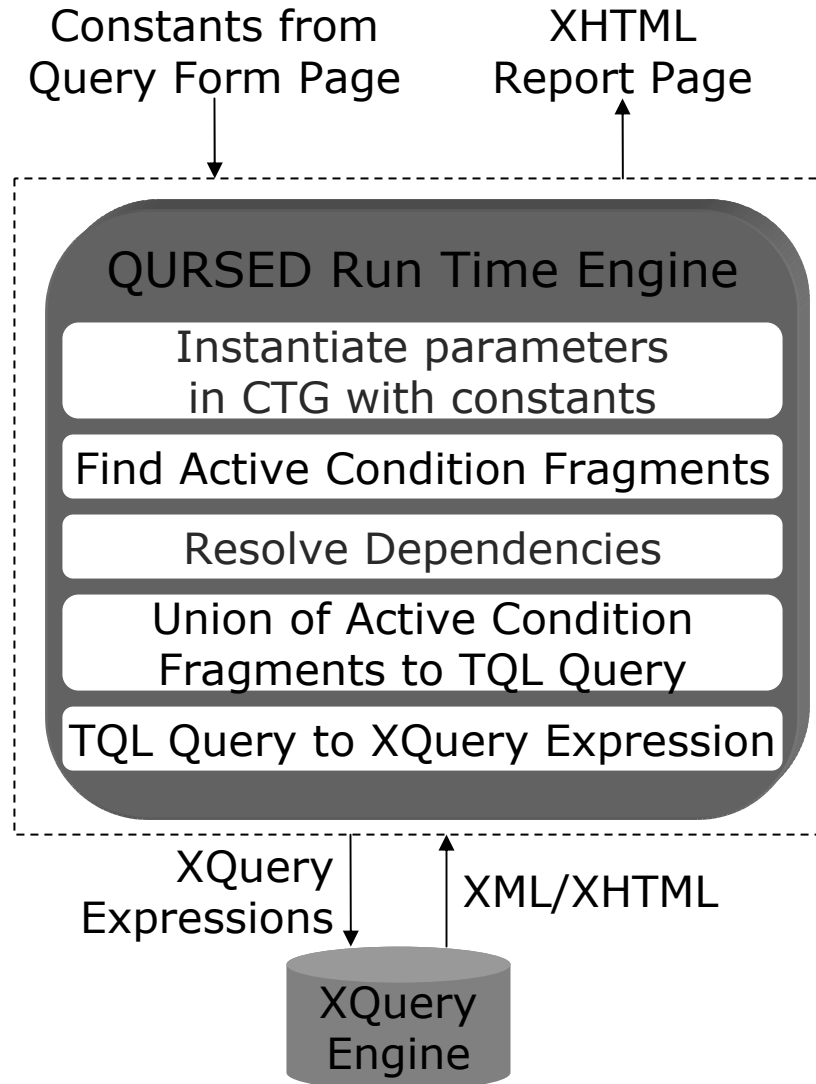 Constants from
Query Form Page
XHTML
Report Page
QURSED Run Time Engine
Instantiate parameters
in CTG with constants
Find Active Condition Fragments
Resolve Dependencies
Union of Active Condition
Fragments to TQL Query
TQL Query to XQuery Expression
XQuery
Expressions
XML/XHTML
XQuery
Engine